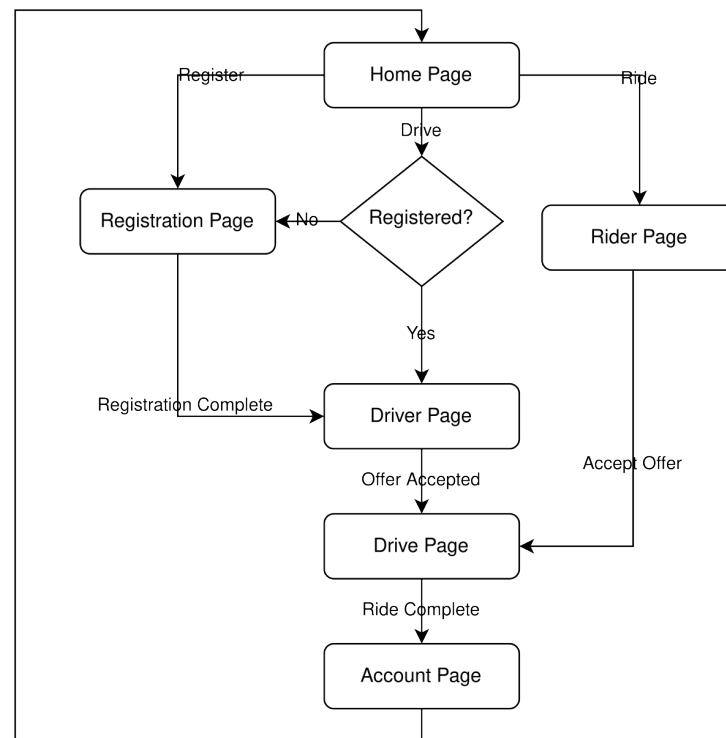 Home Page
Register
Ride
Drive
Registration Page
No
Registered?
Rider Page
Yes
Registration Complete
Driver Page
Accept Offer
Offer Accepted
Drive Page
Ride Complete
Account Page